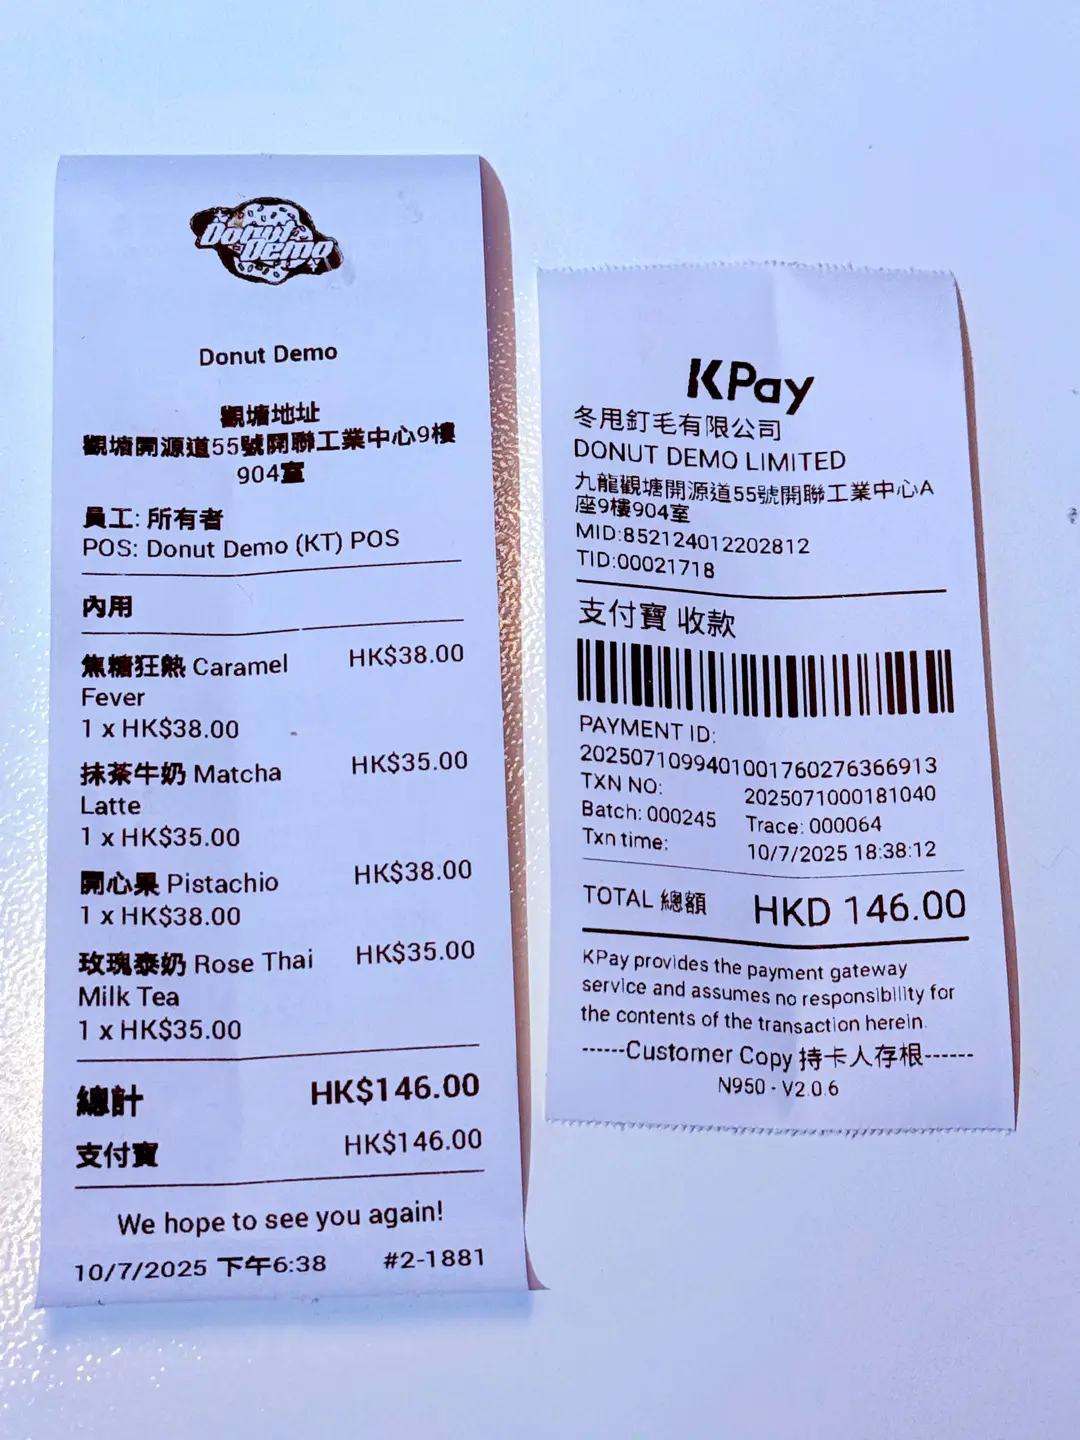 Donut
Demo
Donut Demo
觀塘地址
觀塘開源道55號開聯工業中心9樓
904室
員工: 所有者
POS: Donut Demo (KT) POS
內用
焦糖狂熱 Caramel HK$38.00
Fever
1 x HK$38.00
抹茶牛奶 Matcha HK$35.00
Latte
1 x HK$35.00
開心果 Pistachio HK$38.00
1 x HK$38.00
玫瑰泰奶 Rose Thai HK$35.00
Milk Tea
1 x HK$35.00
總計 HK$146.00
支付寶 HK$146.00
We hope to see you again!
10/7/2025 下午6:38 #2-1881
KPay
冬甩釘毛有限公司
DONUT DEMO LIMITED
九龍觀塘開源道55號開聯工業中心A
座9樓904室
MID:852124012202812
TID:00021718
支付寶 收款
PAYMENT ID:
2025071099401001760276366913
TXN NO: 2025071000181040
Batch: 000245 Trace: 000064
Txn time: 10/7/2025 18:38:12
TOTAL 總額 HKD 146.00
KPay provides the payment gateway
service and assumes no responsibility for
the contents of the transaction herein.
------Customer Copy 持卡人存根------
N950 - V2.0.6